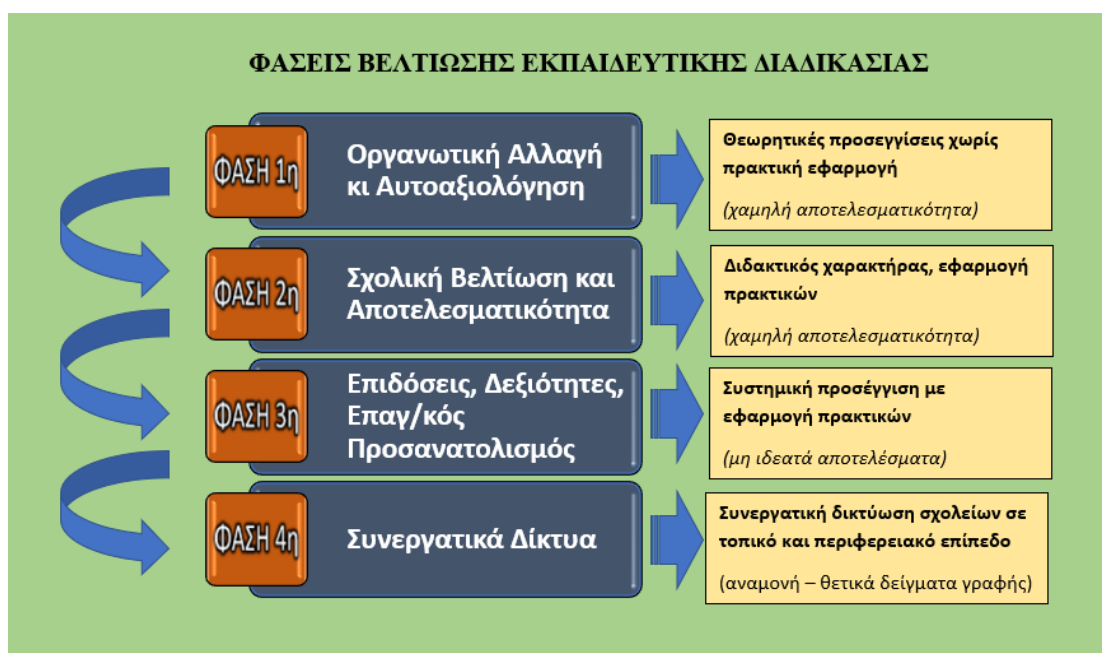 ΦΑΣΕΙΣ ΒΕΛΤΙΩΣΗΣ ΕΚΠΑΙΔΕΥΤΙΚΗΣ ΔΙΑΔΙΚΑΣΙΑΣ
ΦΑΣΗ 1η
Οργανωτική Αλλαγή
κι Αυτοαξιολόγηση
Θεωρητικές προσεγγίσεις χωρίς
πρακτική εφαρμογή
(χαμηλή αποτελεσματικότητα)
ΦΑΣΗ 2η
Σχολική Βελτίωση και
Αποτελεσματικότητα
Διδακτικός χαρακτήρας, εφαρμογή
πρακτικών
(χαμηλή αποτελεσματικότητα)
ΦΑΣΗ 3η
Επιδόσεις, Δεξιότητες,
Επαγ/κός
Προσανατολισμός
Συστημική προσέγγιση με
εφαρμογή πρακτικών
(μη ιδεατά αποτελέσματα)
ΦΑΣΗ 4η
Συνεργατικά Δίκτυα
Συνεργατική δικτύωση σχολείων σε
τοπικό και περιφερειακό επίπεδο
(αναμονή – θετικά δείγματα γραφής)